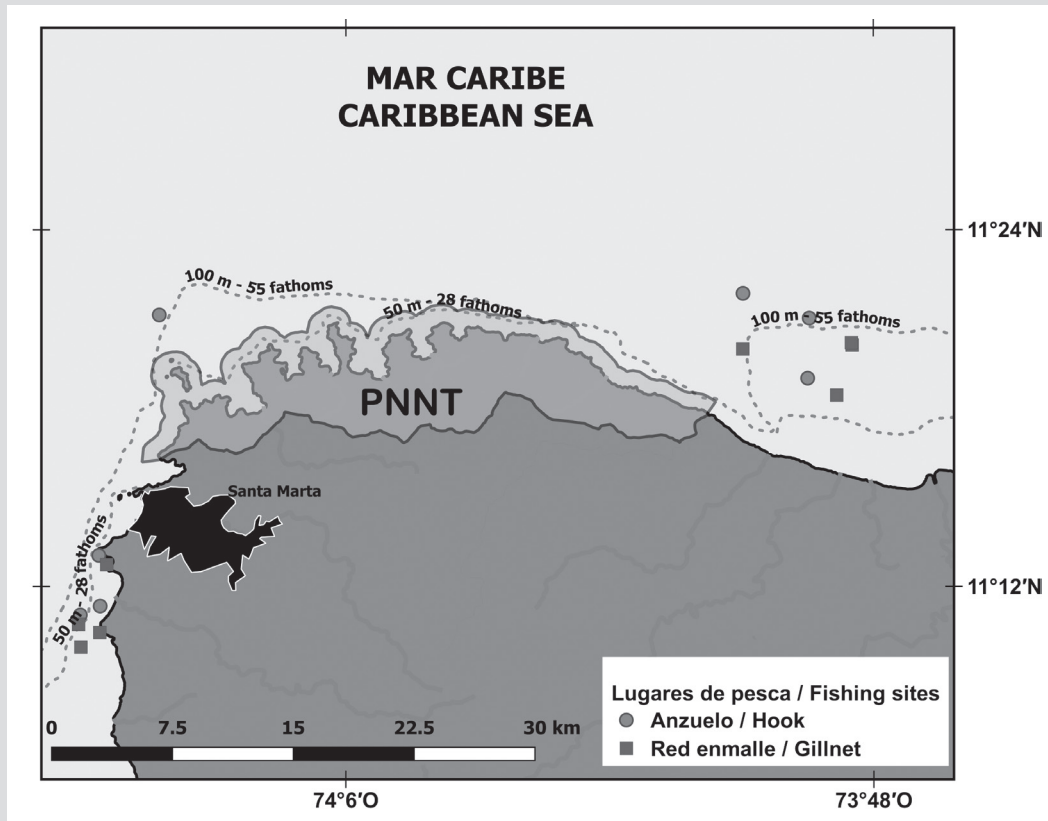 MAR CARIBE
CARIBBEAN SEA
11°24′N
100 m - 55 fathoms
50 m - 28 fathoms
100 m - 55 fathoms
PNNT
Santa Marta
50 m - 28 fathoms
11°12′N
Lugares de pesca / Fishing sites
Anzuelo / Hook
Red enmalle / Gillnet
0 7.5 15 22.5 30 km
74°6′O
73°48′O